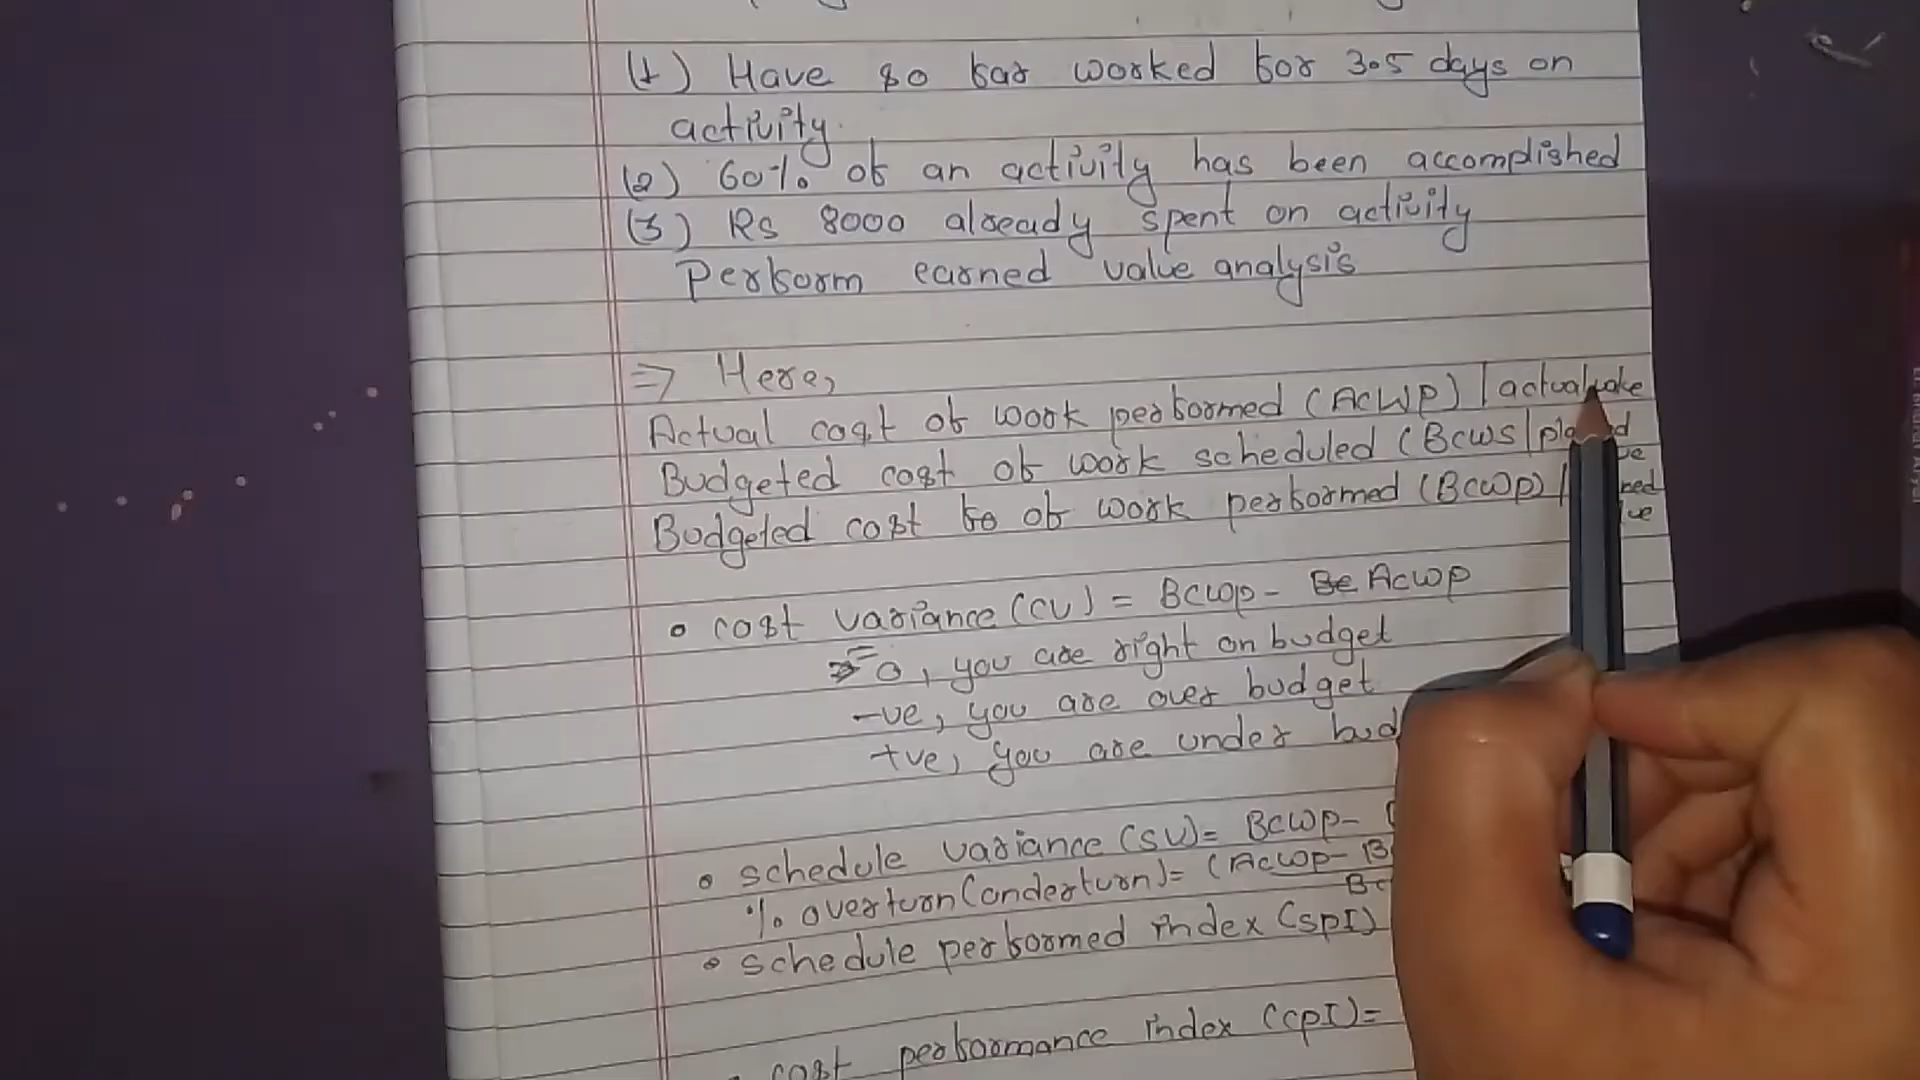 (1) Have so far worked for 3.5 days on
activity.
(2) 60% of an activity has been accomplished
(3) Rs 8000 already spent on activity
Perform earned value analysis
⇒ Here,
Actual cost of work performed (ACWP) | actual
Budgeted cost of work scheduled (BCWS |
Budgeted cost of work performed (BCWP) |
• cost variance (CV) = BCWP - ACWP
= 0, you are right on budget
-ve, you are over budget
+ve, you are under
• schedule variance (SV) = BCWP -
% overturn (underturn) = (ACWP -
• schedule performed index (SPI)
cost performance index (CPI) =
cost